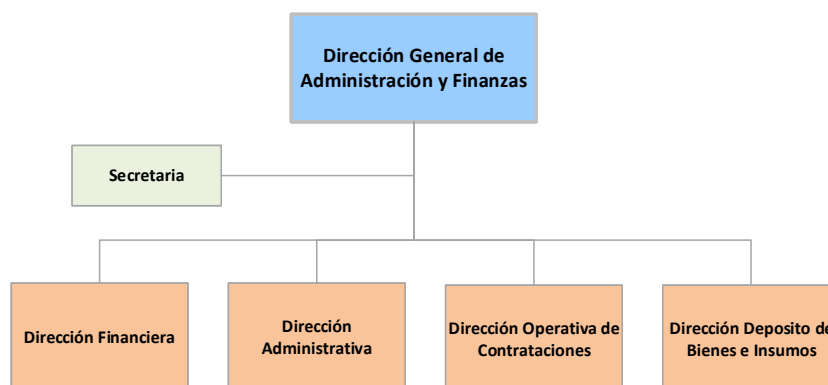 Dirección General de
Administración y Finanzas
Secretaria
Dirección Financiera
Dirección
Administrativa
Dirección Operativa de
Contrataciones
Dirección Deposito de
Bienes e Insumos